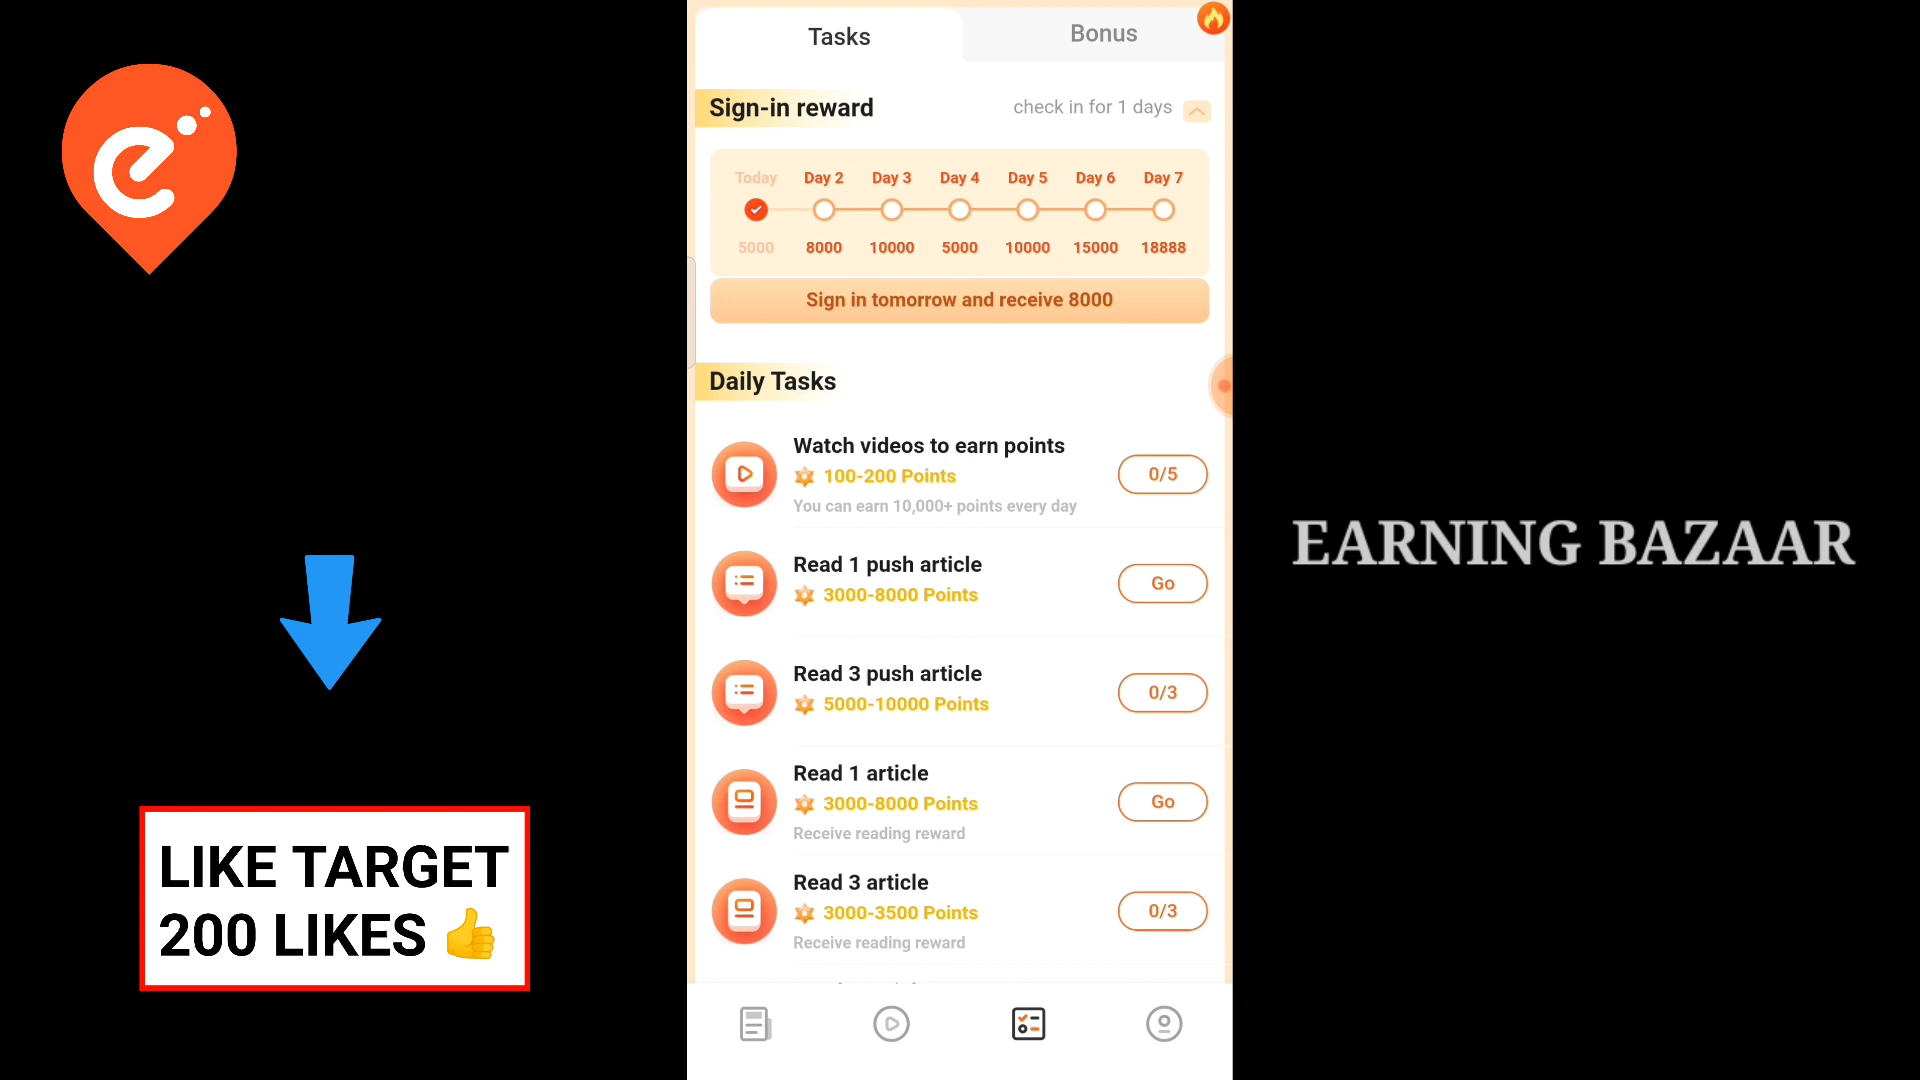 Tasks
Bonus
Sign-in reward
check in for 1 days
Today Day 2 Day 3 Day 4 Day 5 Day 6 Day 7
5000 8000 10000 5000 10000 15000 18888
Sign in tomorrow and receive 8000
Daily Tasks
Watch videos to earn points
100-200 Points
0/5
You can earn 10,000+ points every day
Read 1 push article
3000-8000 Points
Go
Read 3 push article
5000-10000 Points
0/3
Read 1 article
3000-8000 Points
Go
Receive reading reward
Read 3 article
3000-3500 Points
0/3
Receive reading reward
e
LIKE TARGET
200 LIKES 👍
EARNING BAZAAR